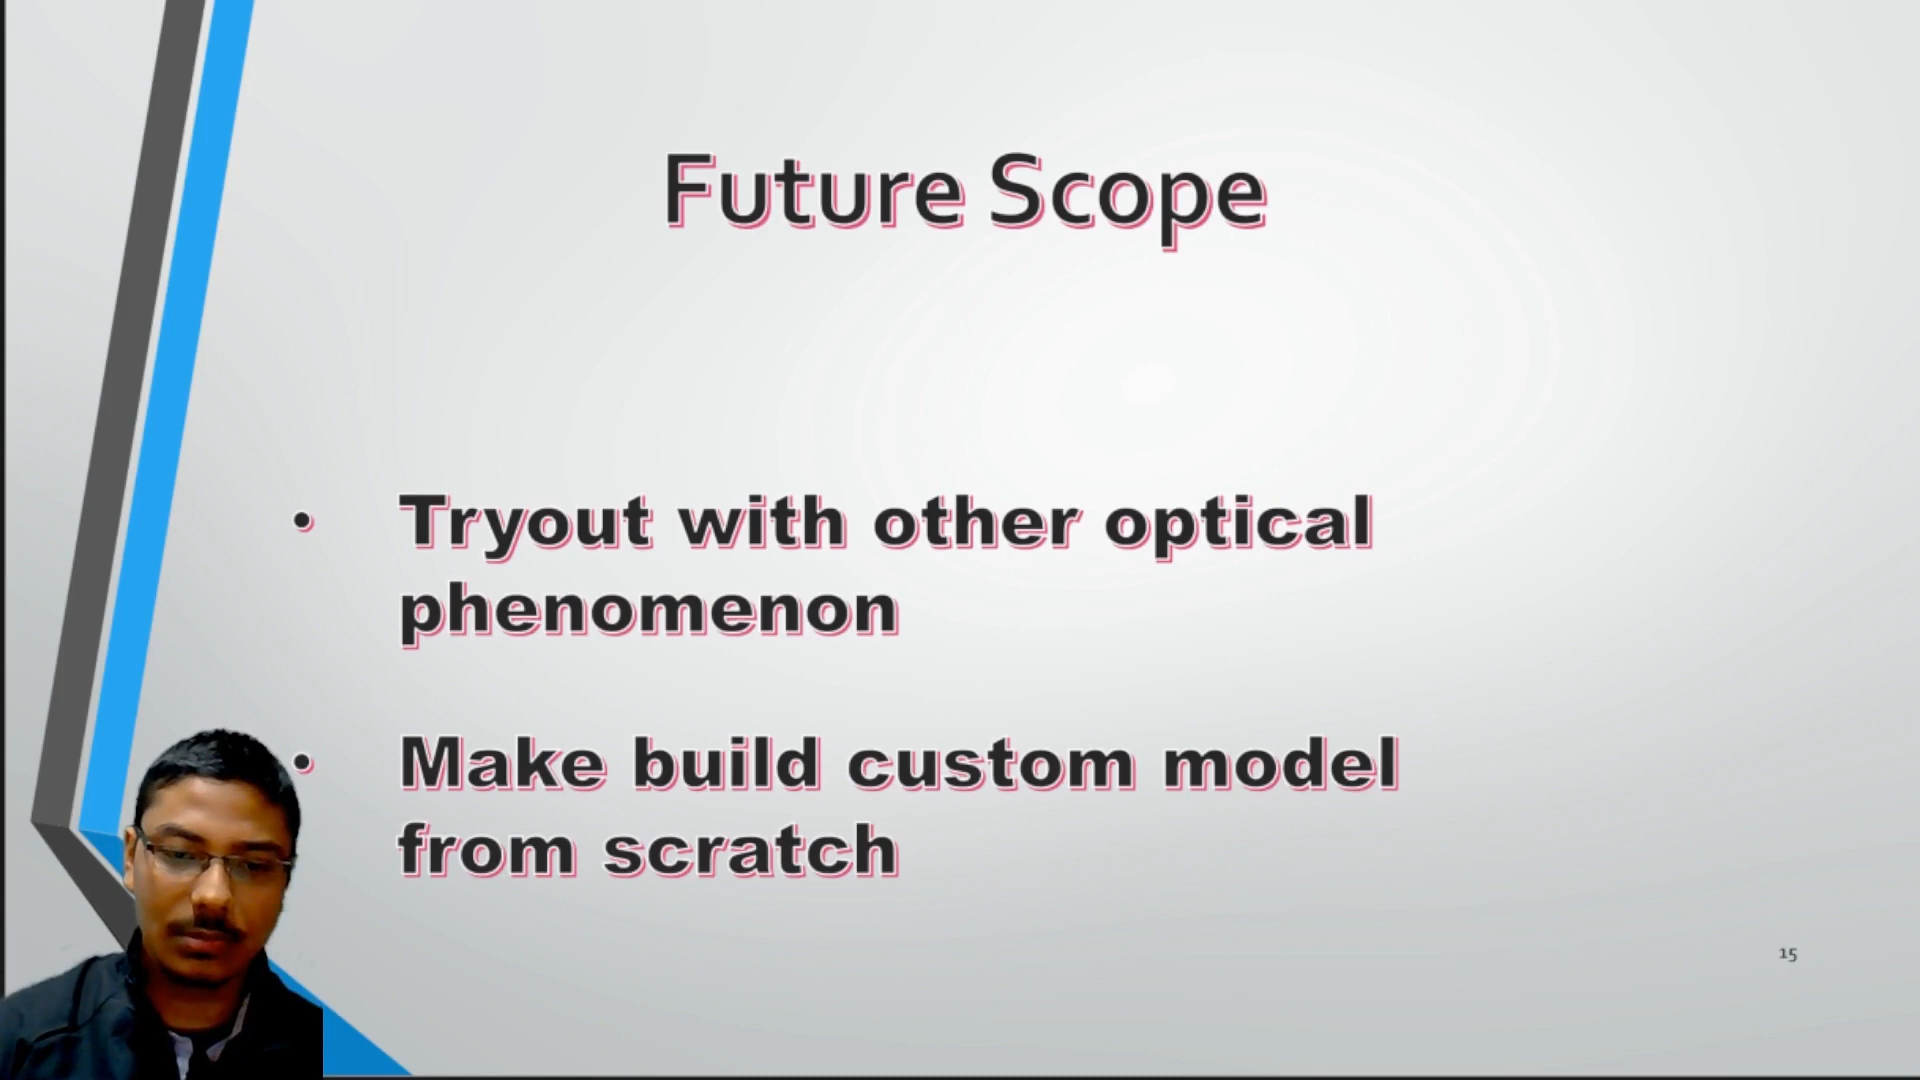 Future Scope
• Tryout with other optical
phenomenon
• Make build custom model
from scratch
15